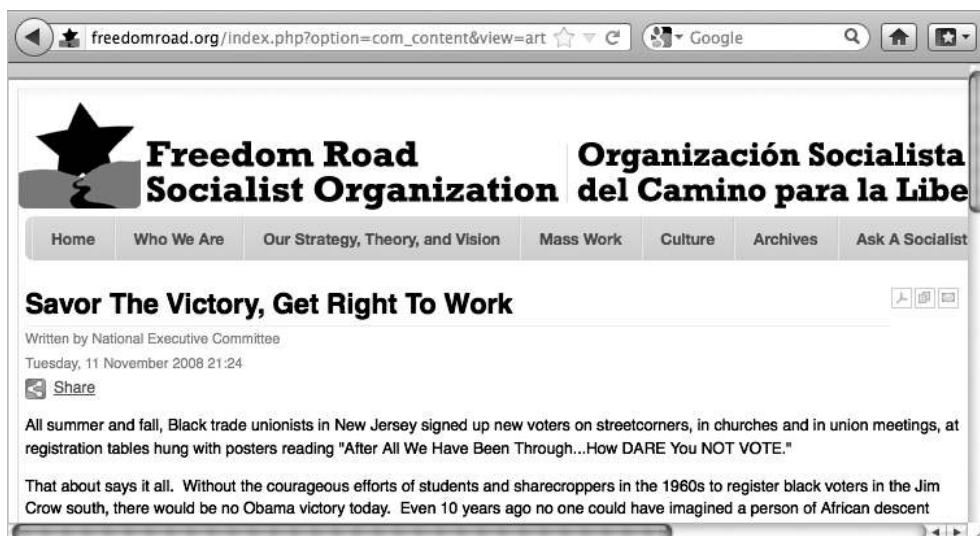 freedomroad.org/index.php?option=com_content&view=art
Google
Freedom Road
Socialist Organization
Organización Socialista
del Camino para la Libe
Home Who We Are Our Strategy, Theory, and Vision Mass Work Culture Archives Ask A Socialist
Savor The Victory, Get Right To Work
Written by National Executive Committee
Tuesday, 11 November 2008 21:24
Share
All summer and fall, Black trade unionists in New Jersey signed up new voters on streetcorners, in churches and in union meetings, at
registration tables hung with posters reading "After All We Have Been Through...How DARE You NOT VOTE."
That about says it all. Without the courageous efforts of students and sharecroppers in the 1960s to register black voters in the Jim
Crow south, there would be no Obama victory today. Even 10 years ago no one could have imagined a person of African descent